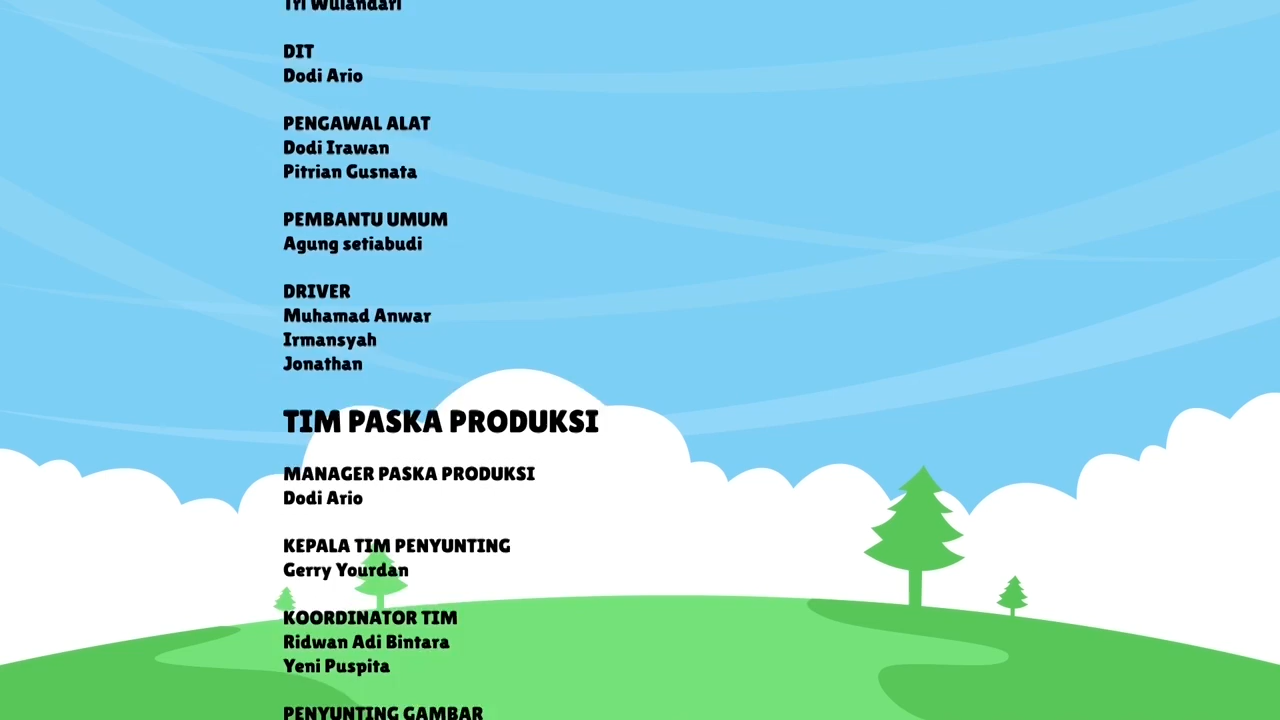 Tri Wulandari
DIT
Dodi Ario
PENGAWAL ALAT
Dodi Irawan
Pitrian Gusnata
PEMBANTU UMUM
Agung setiabudi
DRIVER
Muhamad Anwar
Irmansyah
Jonathan
TIM PASKA PRODUKSI
MANAGER PASKA PRODUKSI
Dodi Ario
KEPALA TIM PENYUNTING
Gerry Yourdan
KOORDINATOR TIM
Ridwan Adi Bintara
Yeni Puspita
PENYUNTING GAMBAR